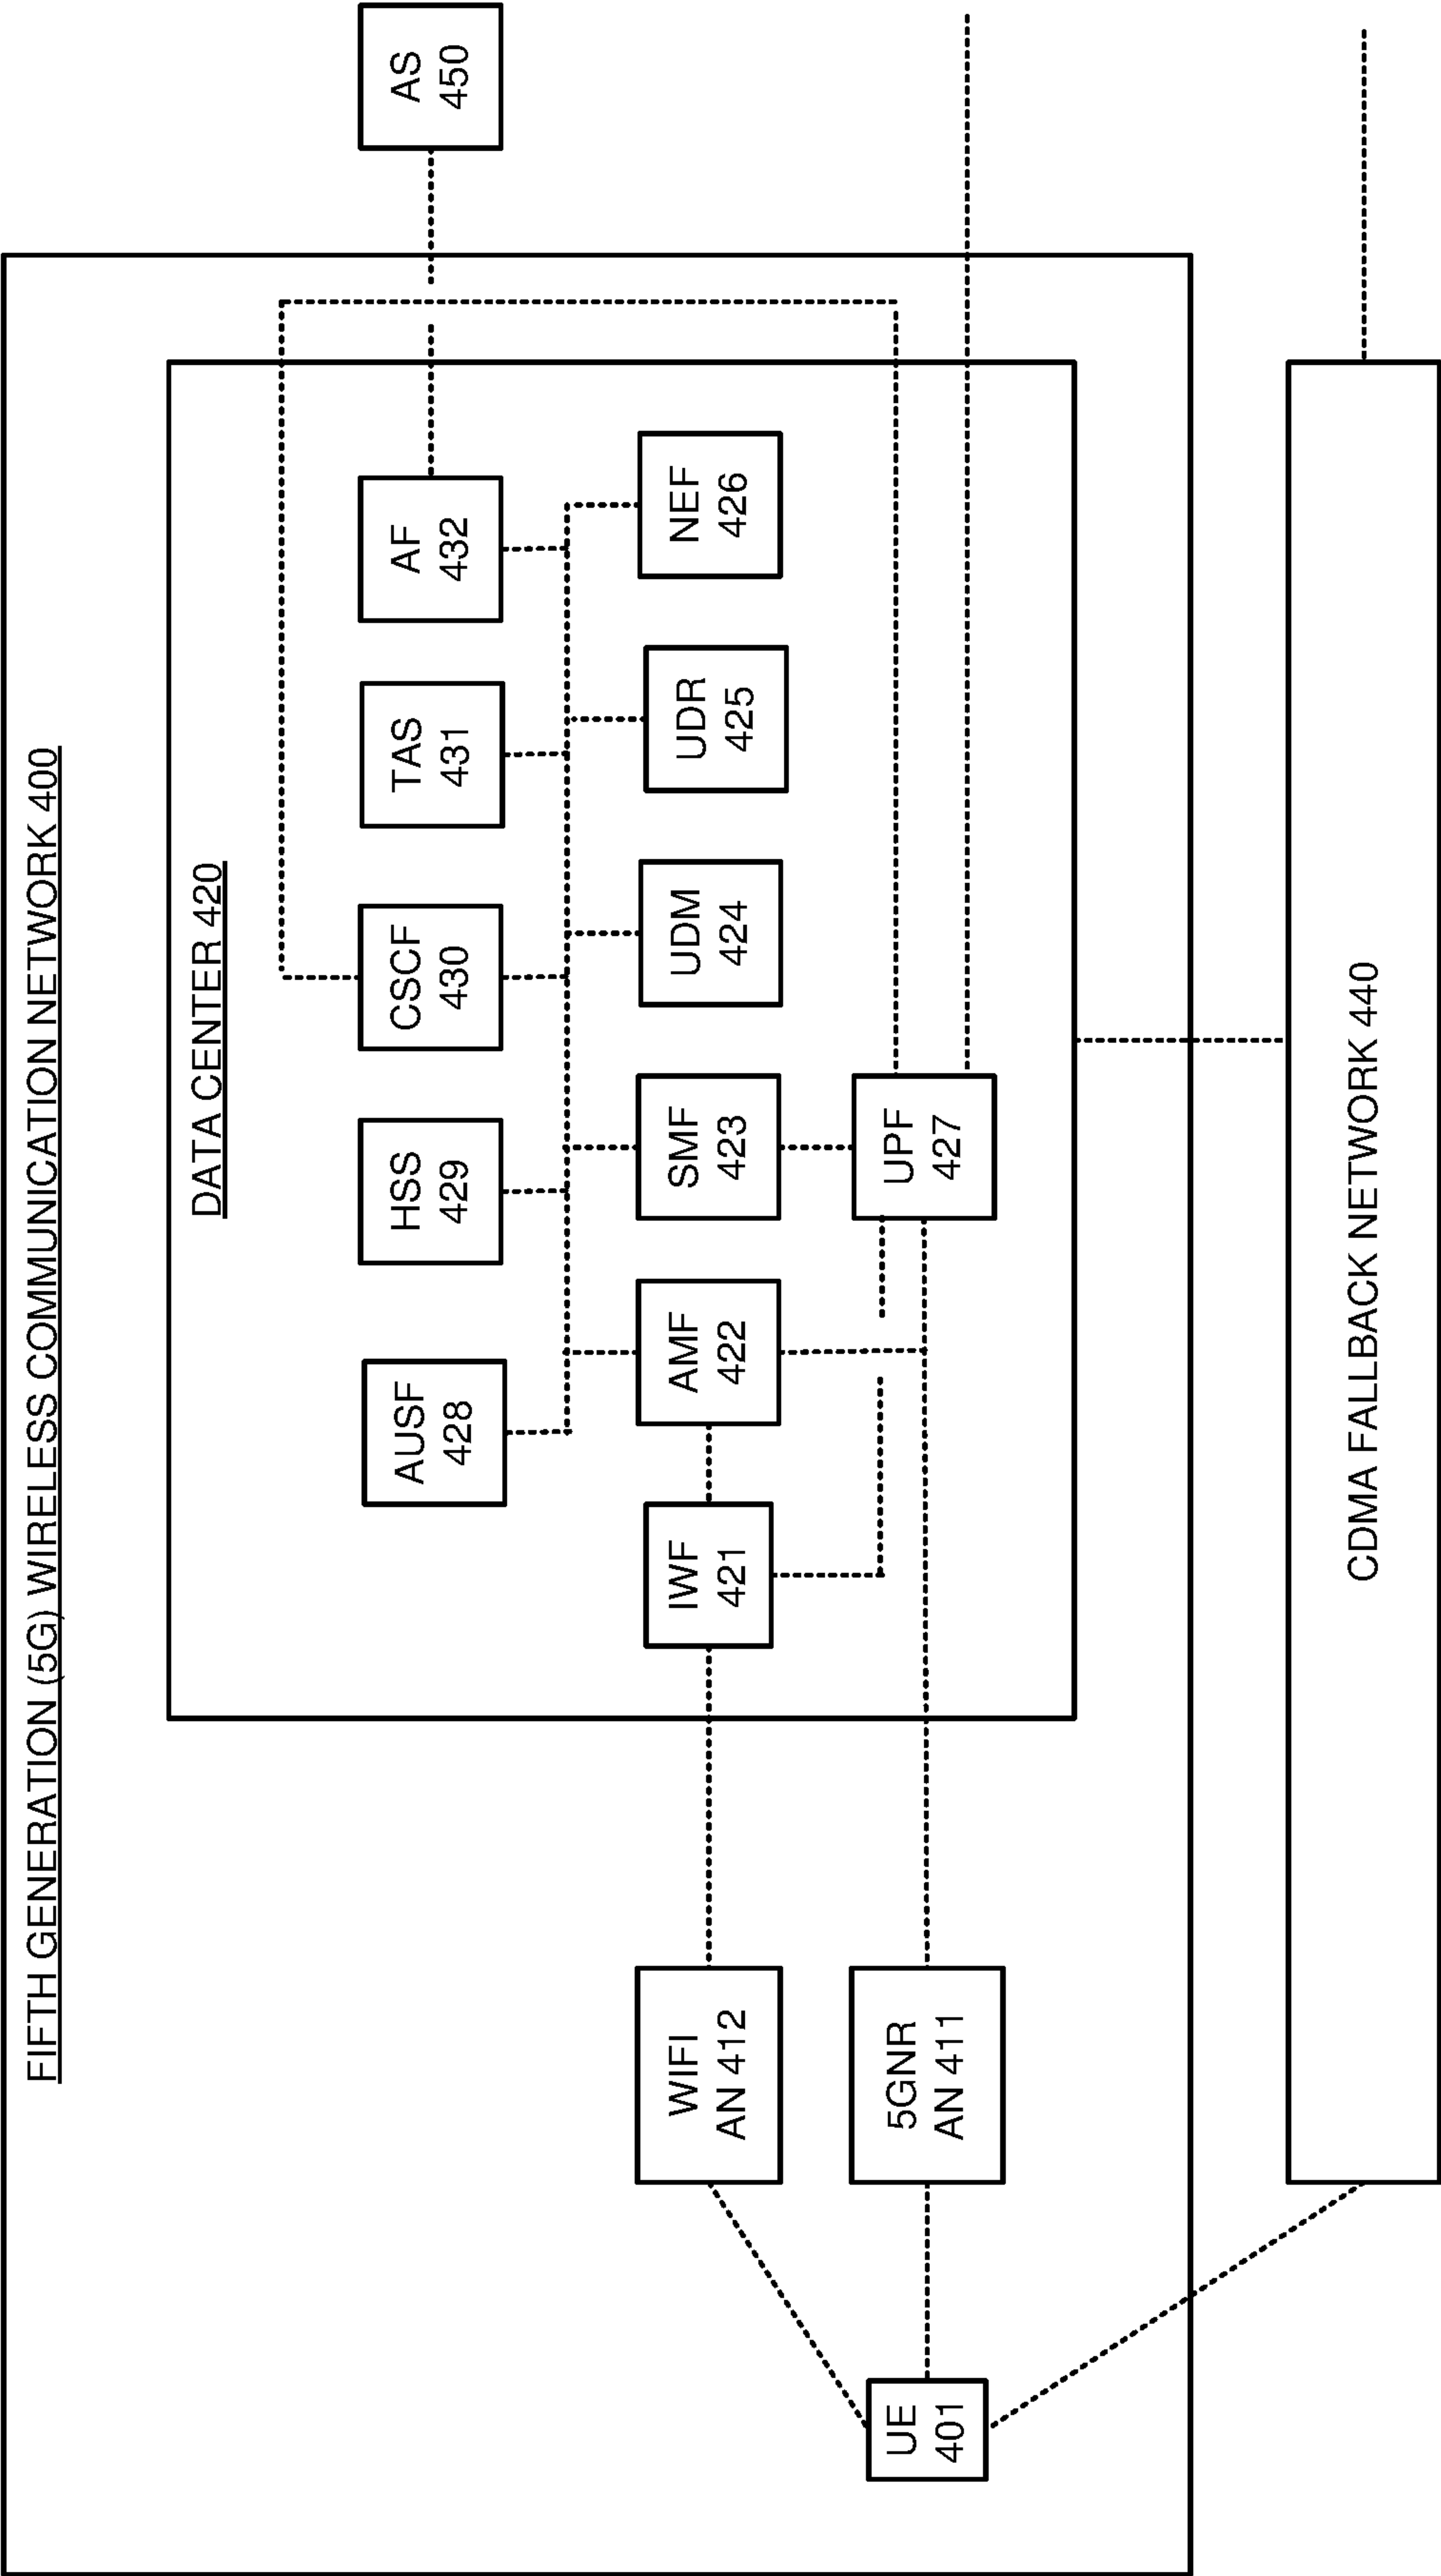 FIFTH GENERATION (5G) WIRELESS COMMUNICATION NETWORK 400
DATA CENTER 420
AUSF
428
HSS
429
CSCF
430
TAS
431
AF
432
AS
450
IWF
421
AMF
422
SMF
423
UDM
424
UDR
425
NEF
426
UPF
427
WIFI
AN 412
5GNR
AN 411
UE
401
CDMA FALLBACK NETWORK 440